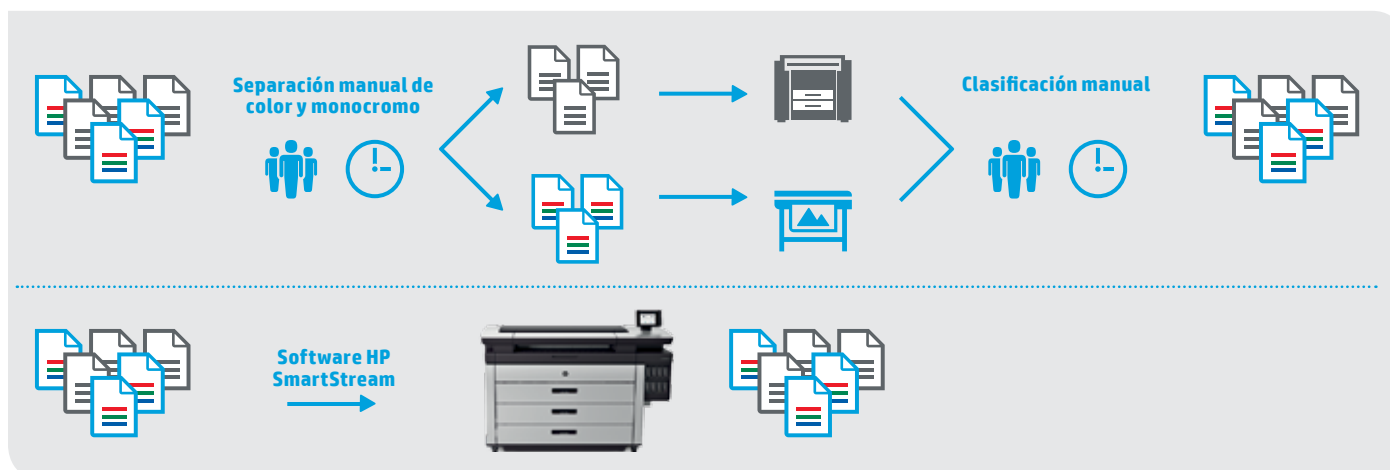 Separación manual de
color y monocromo
Clasificación manual
Software HP
SmartStream